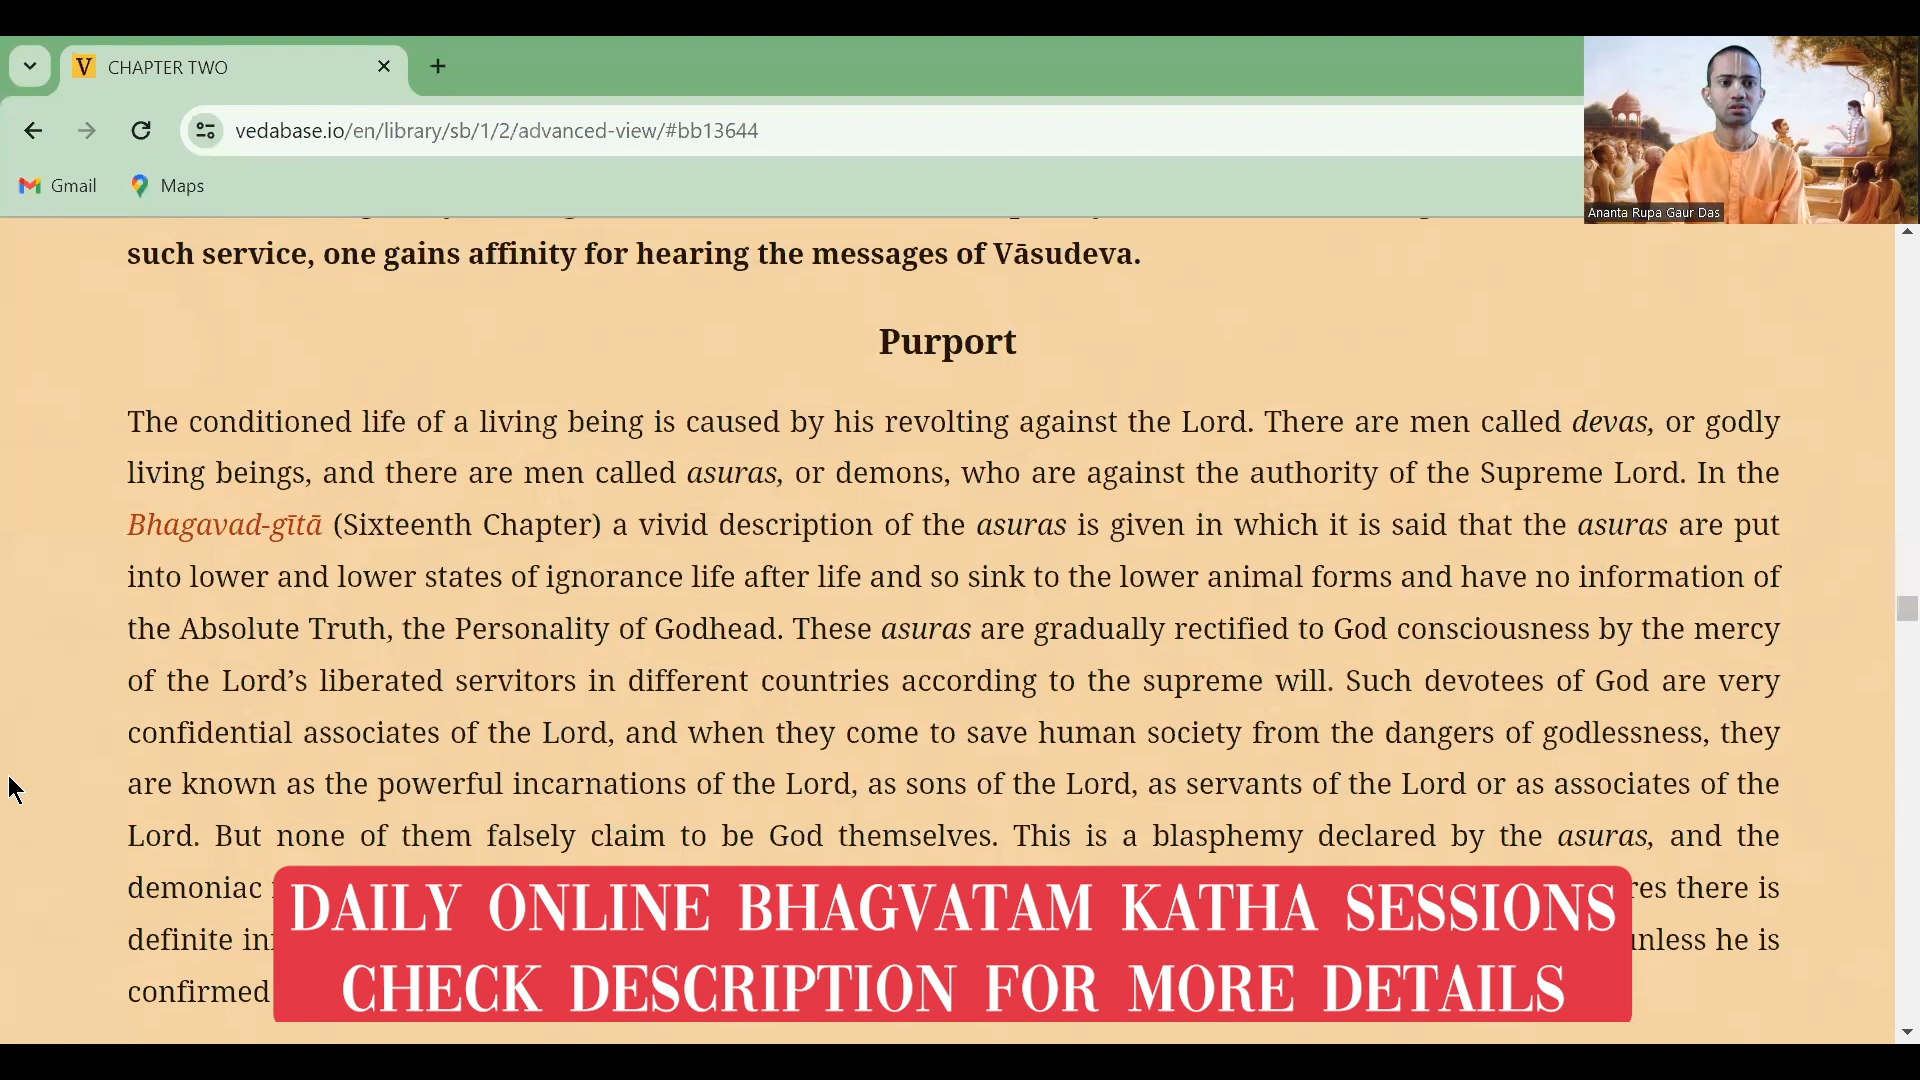 CHAPTER TWO
vedabase.io/en/library/sb/1/2/advanced-view/#bb13644
Gmail Maps
Ananta Rupa Gaur Das
such service, one gains affinity for hearing the messages of Vāsudeva.
Purport
The conditioned life of a living being is caused by his revolting against the Lord. There are men called devas, or godly
living beings, and there are men called asuras, or demons, who are against the authority of the Supreme Lord. In the
Bhagavad-gītā (Sixteenth Chapter) a vivid description of the asuras is given in which it is said that the asuras are put
into lower and lower states of ignorance life after life and so sink to the lower animal forms and have no information of
the Absolute Truth, the Personality of Godhead. These asuras are gradually rectified to God consciousness by the mercy
of the Lord’s liberated servitors in different countries according to the supreme will. Such devotees of God are very
confidential associates of the Lord, and when they come to save human society from the dangers of godlessness, they
are known as the powerful incarnations of the Lord, as sons of the Lord, as servants of the Lord or as associates of the
Lord. But none of them falsely claim to be God themselves. This is a blasphemy declared by the asuras, and the
demoniac there is
definite unless he is
confirmed
DAILY ONLINE BHAGVATAM KATHA SESSIONS
CHECK DESCRIPTION FOR MORE DETAILS